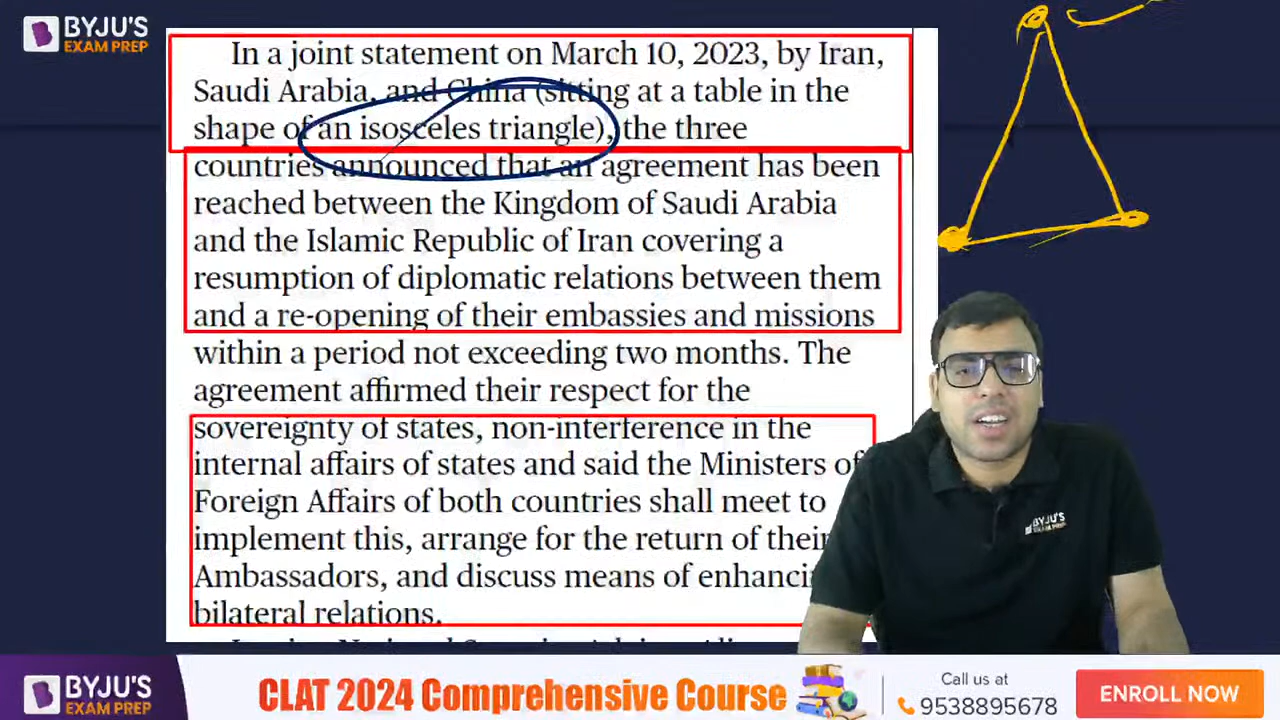 BYJU'S
EXAM PREP
In a joint statement on March 10, 2023, by Iran,
Saudi Arabia, and China (sitting at a table in the
shape of an isosceles triangle), the three
countries announced that an agreement has been
reached between the Kingdom of Saudi Arabia
and the Islamic Republic of Iran covering a
resumption of diplomatic relations between them
and a re-opening of their embassies and missions
within a period not exceeding two months. The
agreement affirmed their respect for the
sovereignty of states, non-interference in the
internal affairs of states and said the Ministers of
Foreign Affairs of both countries shall meet to
implement this, arrange for the return of their
Ambassadors, and discuss means of
bilateral relations.
BYJU'S
EXAM PREP
BYJU'S
EXAM PREP
CLAT 2024 Comprehensive Course
Call us at
9538895678
ENROLL NOW